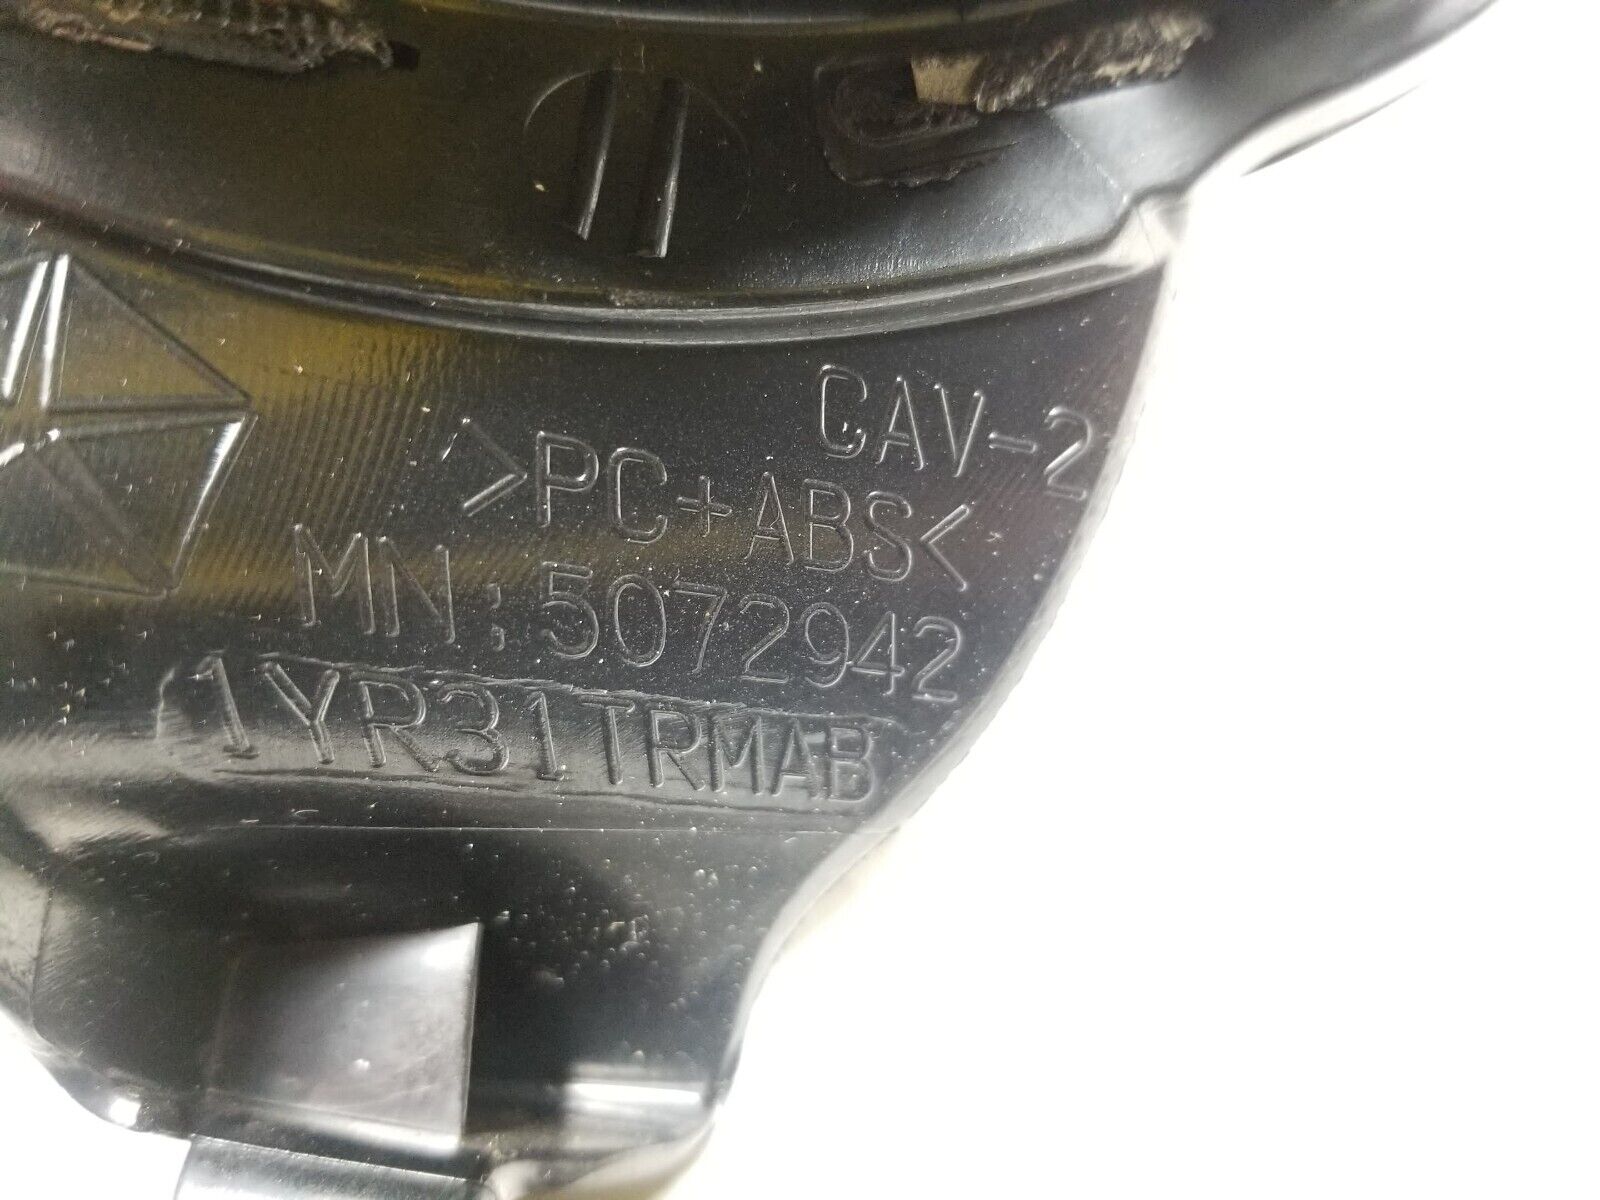 CAV-2
>PC+ABS<
MN:5072942
1YR31TRMAB